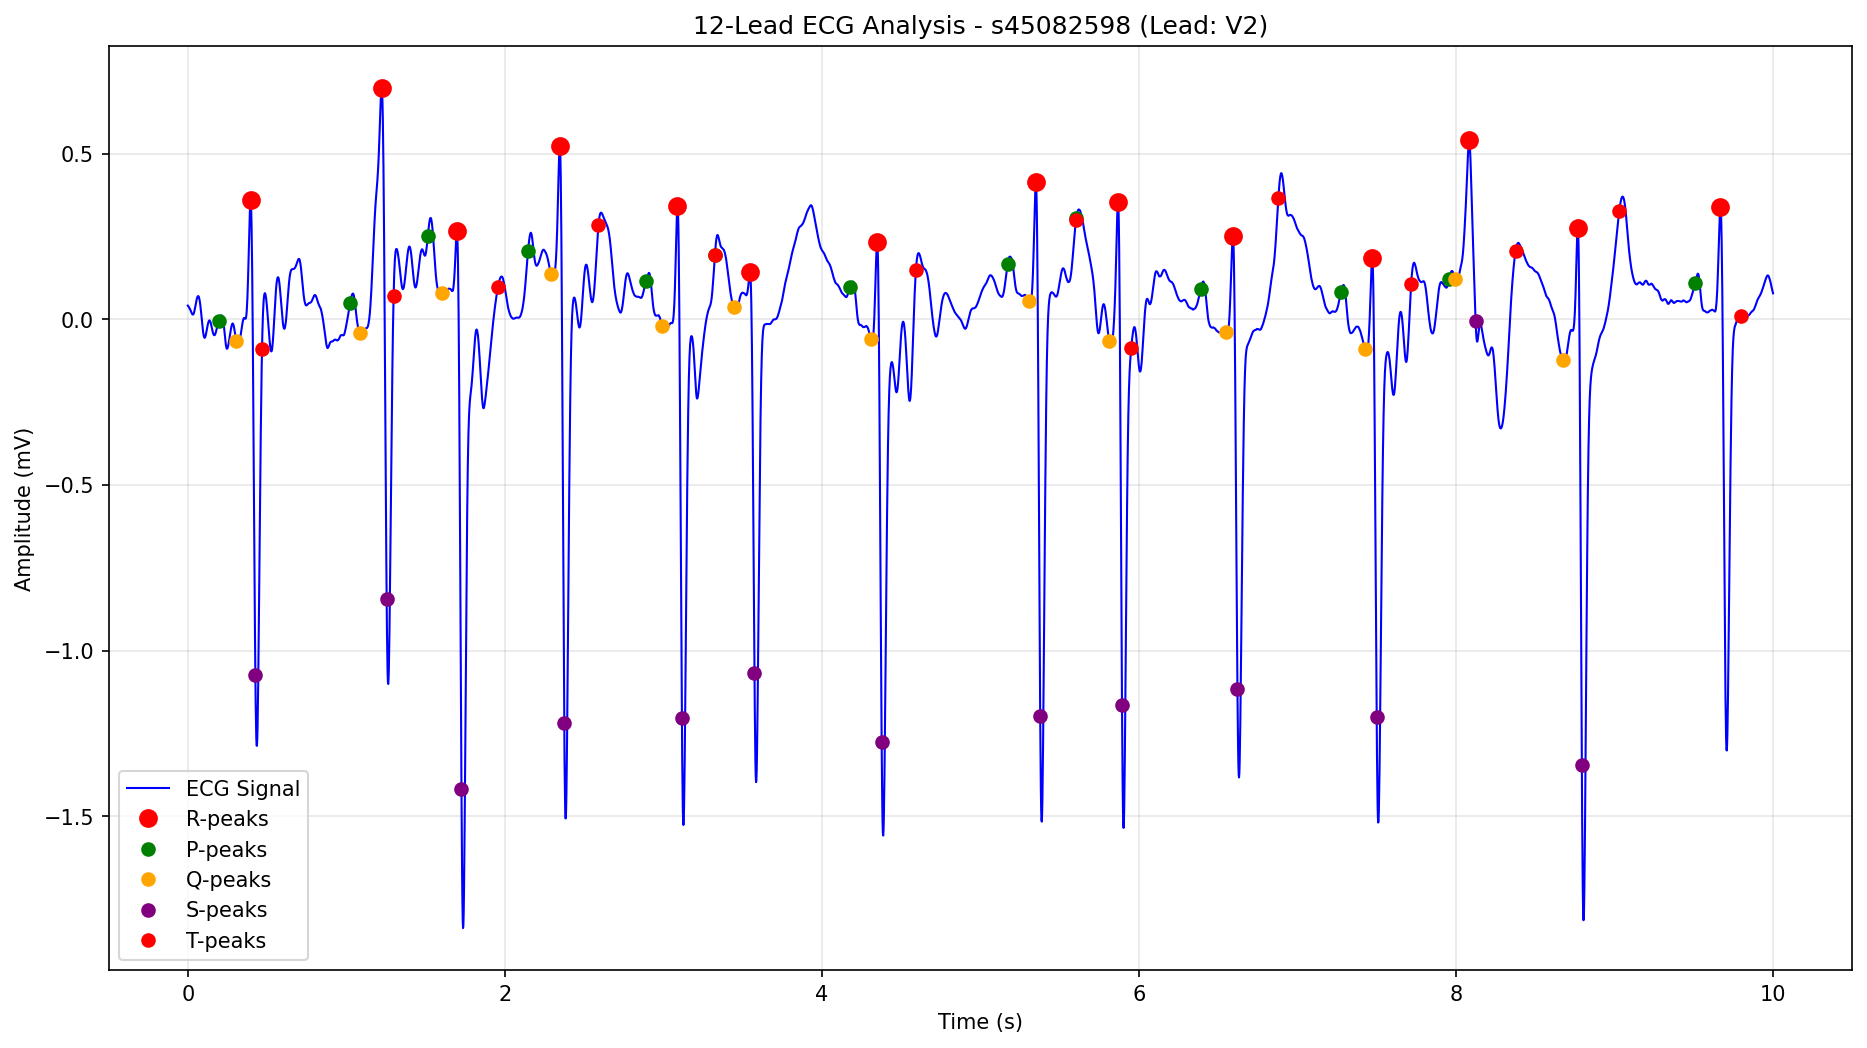 12-Lead ECG Analysis - s45082598 (Lead: V2)
Amplitude (mV)
0.5
0.0
−0.5
−1.0
−1.5
ECG Signal
R-peaks
P-peaks
Q-peaks
S-peaks
T-peaks
0 2 4 6 8 10
Time (s)